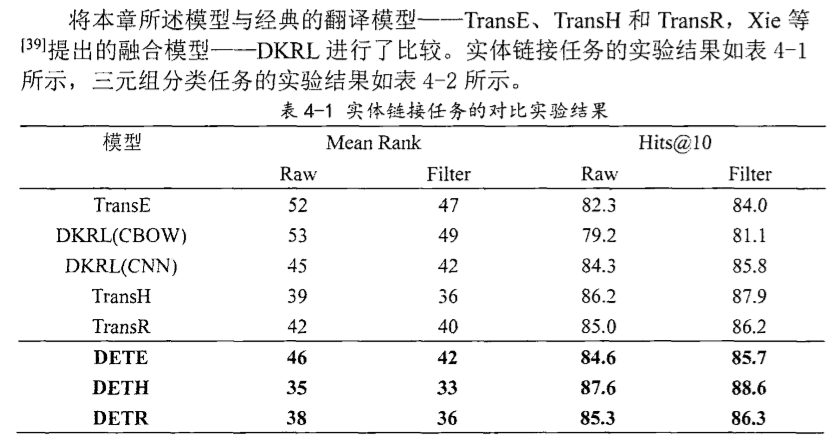 将本章所述模型与经典的翻译模型——TransE、TransH 和 TransR，Xie 等
[39]提出的融合模型——DKRL 进行了比较。实体链接任务的实验结果如表 4-1
所示，三元组分类任务的实验结果如表 4-2 所示。
表 4-1 实体链接任务的对比实验结果
模型 Mean Rank Hits@10
Raw Filter Raw Filter
TransE 52 47 82.3 84.0
DKRL(CBOW) 53 49 79.2 81.1
DKRL(CNN) 45 42 84.3 85.8
TransH 39 36 86.2 87.9
TransR 42 40 85.0 86.2
DETE 46 42 84.6 85.7
DETH 35 33 87.6 88.6
DETR 38 36 85.3 86.3